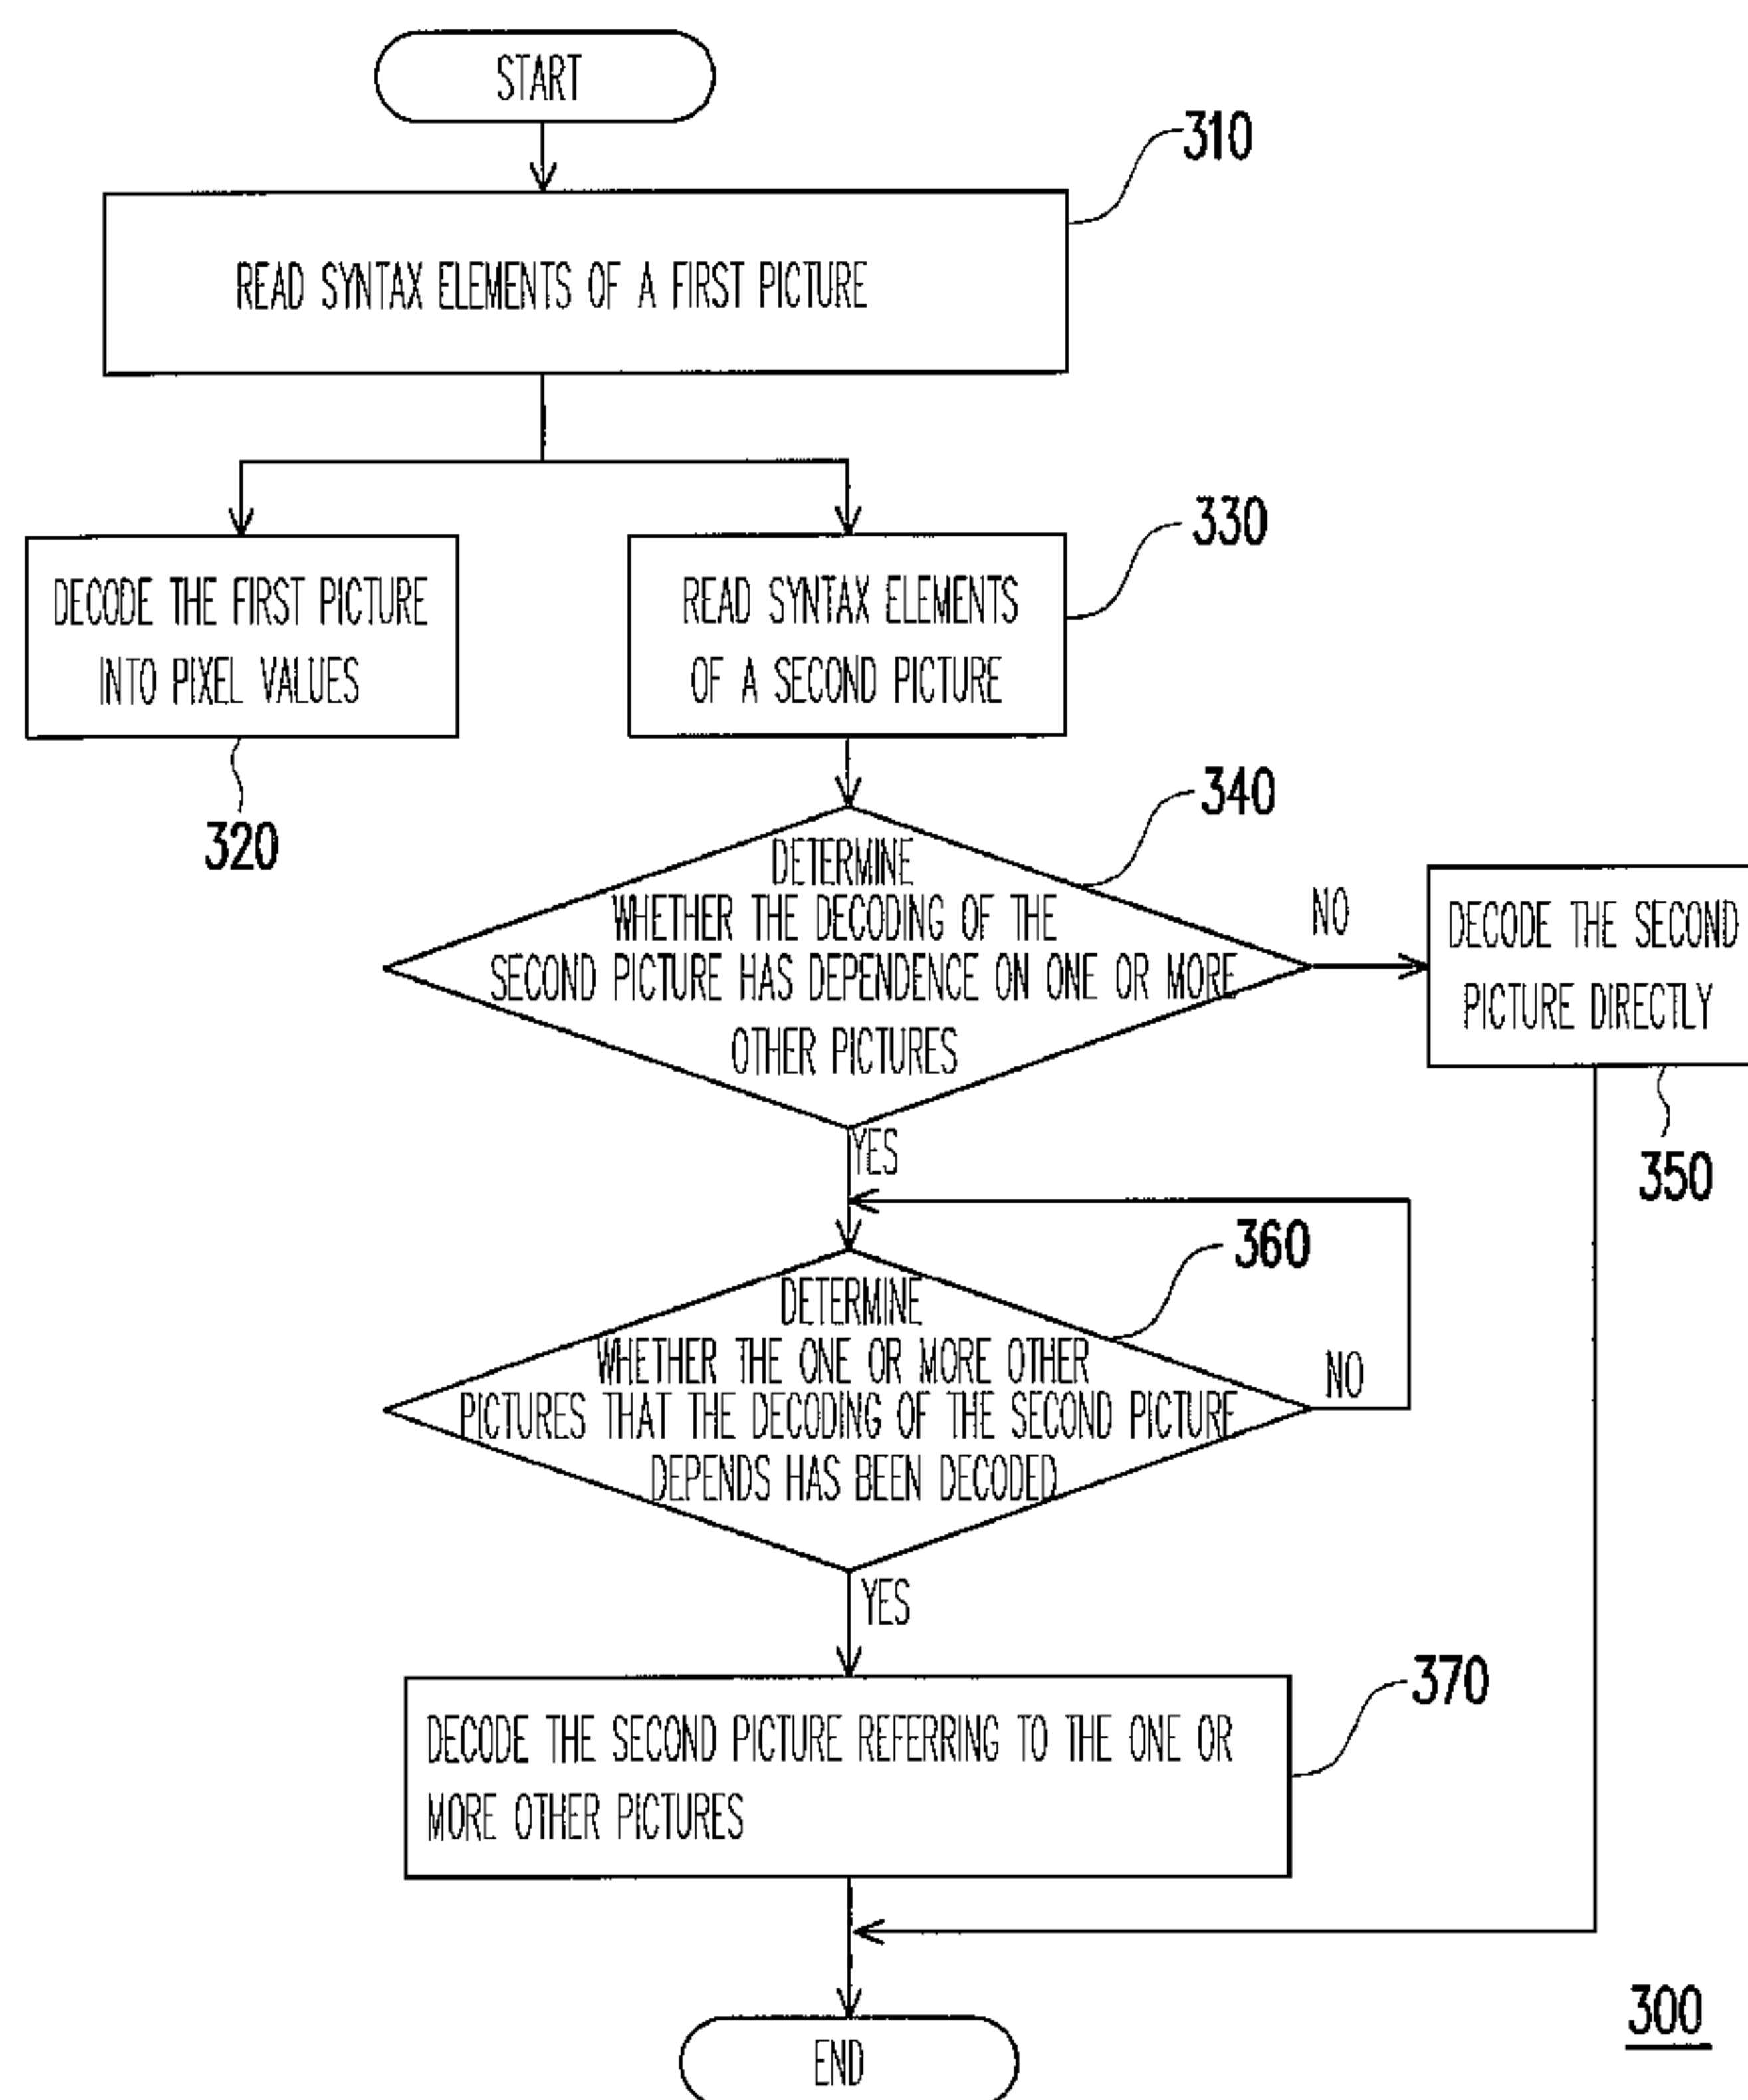 START
310
READ SYNTAX ELEMENTS OF A FIRST PICTURE
DECODE THE FIRST PICTURE
INTO PIXEL VALUES
320
330
READ SYNTAX ELEMENTS
OF A SECOND PICTURE
340
DETERMINE
WHETHER THE DECODING OF THE
SECOND PICTURE HAS DEPENDENCE ON ONE OR MORE
OTHER PICTURES
NO
DECODE THE SECOND
PICTURE DIRECTLY
350
YES
360
DETERMINE
WHETHER THE ONE OR MORE OTHER
PICTURES THAT THE DECODING OF THE SECOND PICTURE
DEPENDS HAS BEEN DECODED
NO
YES
370
DECODE THE SECOND PICTURE REFERRING TO THE ONE OR
MORE OTHER PICTURES
END
300